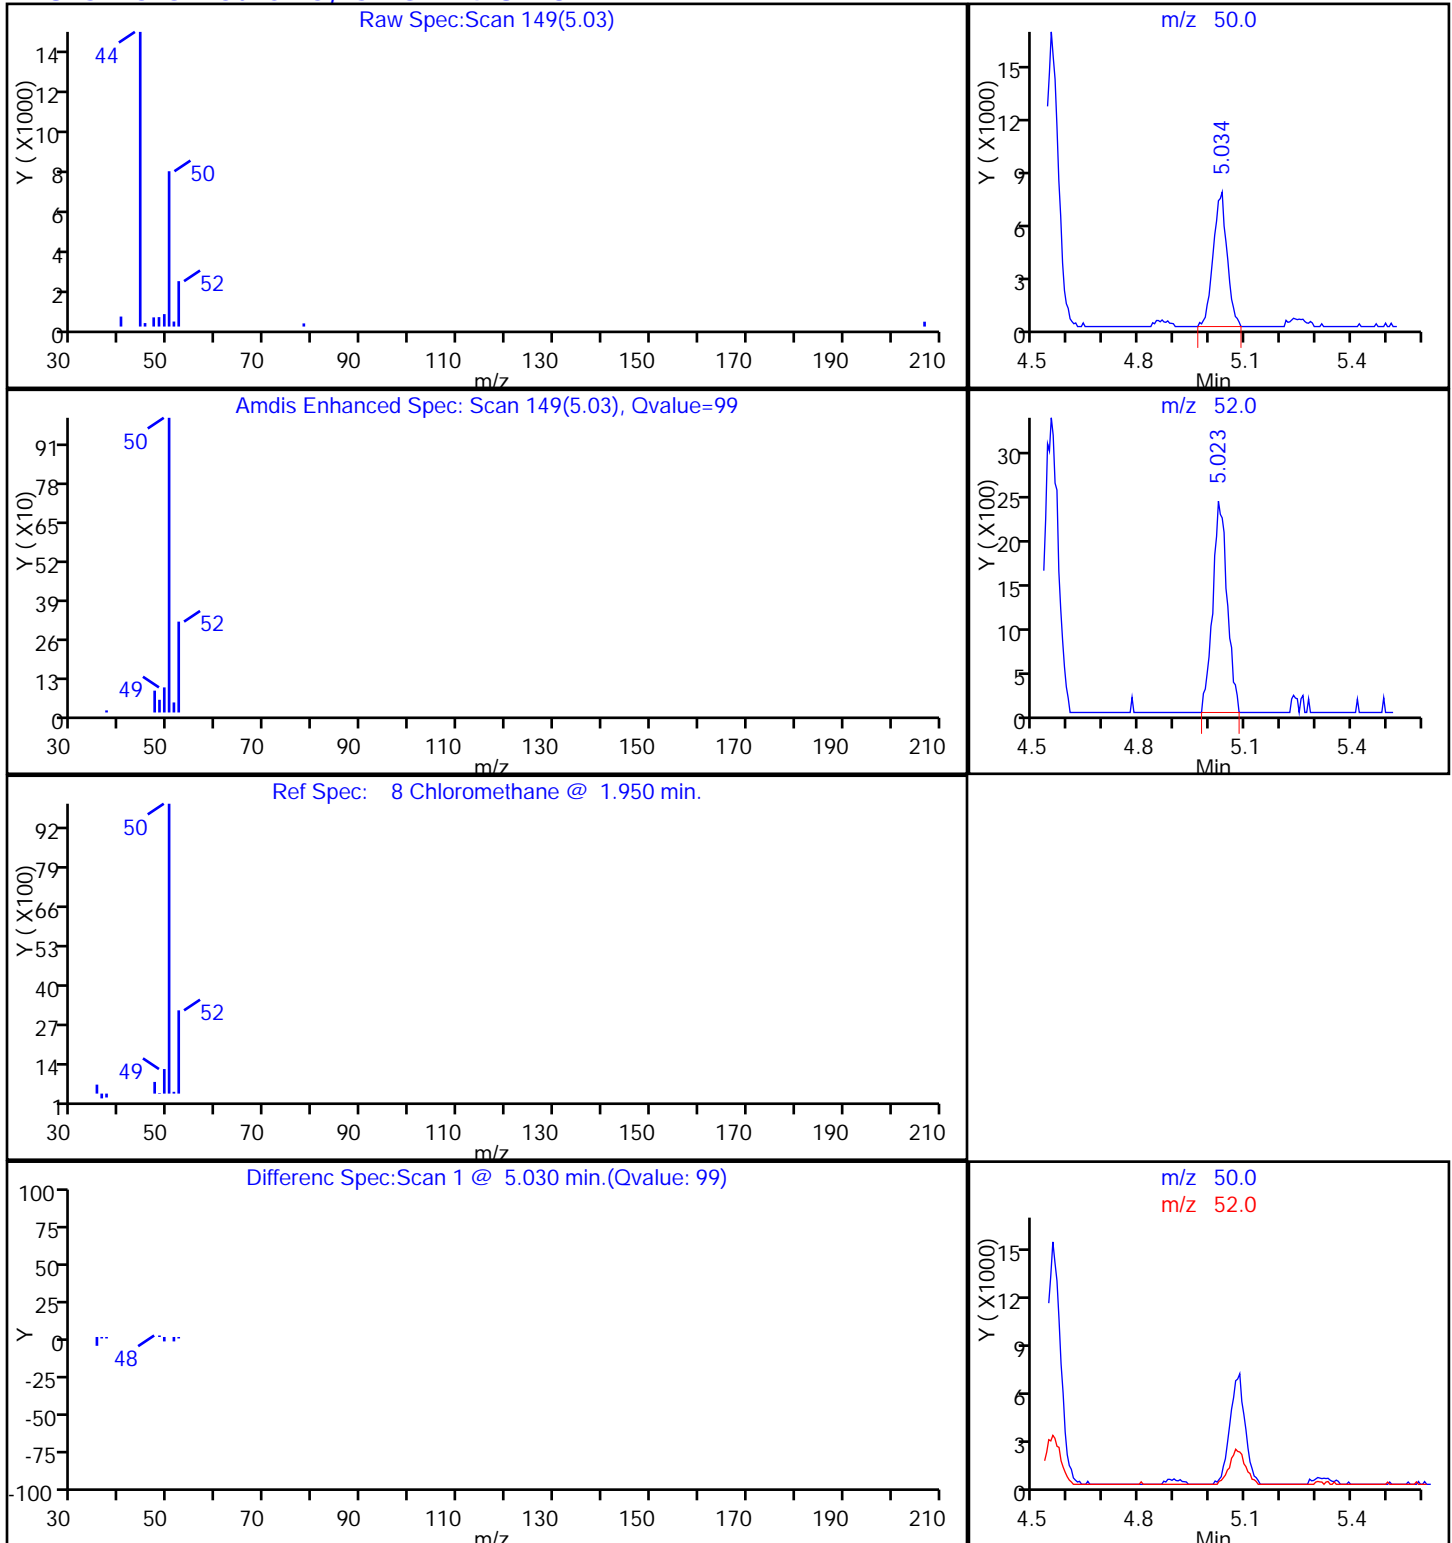 Raw Spec:Scan 149(5.03)
Y ( X1000)
14
12
10
8
6
4
2
0
44
50
52
30 50 70 90 110 130 150 170 190 210
m/z
m/z 50.0
Y ( X1000)
15
12
9
6
3
0
5.034
4.5 4.8 5.1 5.4
Min
Amdis Enhanced Spec: Scan 149(5.03), Qvalue=99
Y ( X10)
91
78
65
52
39
26
13
0
50
52
49
30 50 70 90 110 130 150 170 190 210
m/z
m/z 52.0
Y ( X100)
30
25
20
15
10
5
0
5.023
4.5 4.8 5.1 5.4
Min
Ref Spec: 8 Chloromethane @ 1.950 min.
Y ( X100)
92
79
66
53
40
27
14
1
50
52
49
30 50 70 90 110 130 150 170 190 210
m/z
Differenc Spec:Scan 1 @ 5.030 min.(Qvalue: 99)
Y
100
75
50
25
0
-25
-50
-75
-100
48
30 50 70 90 110 130 150 170 190 210
m/z
m/z 50.0
m/z 52.0
Y ( X1000)
15
12
9
6
3
0
4.5 4.8 5.1 5.4
Min